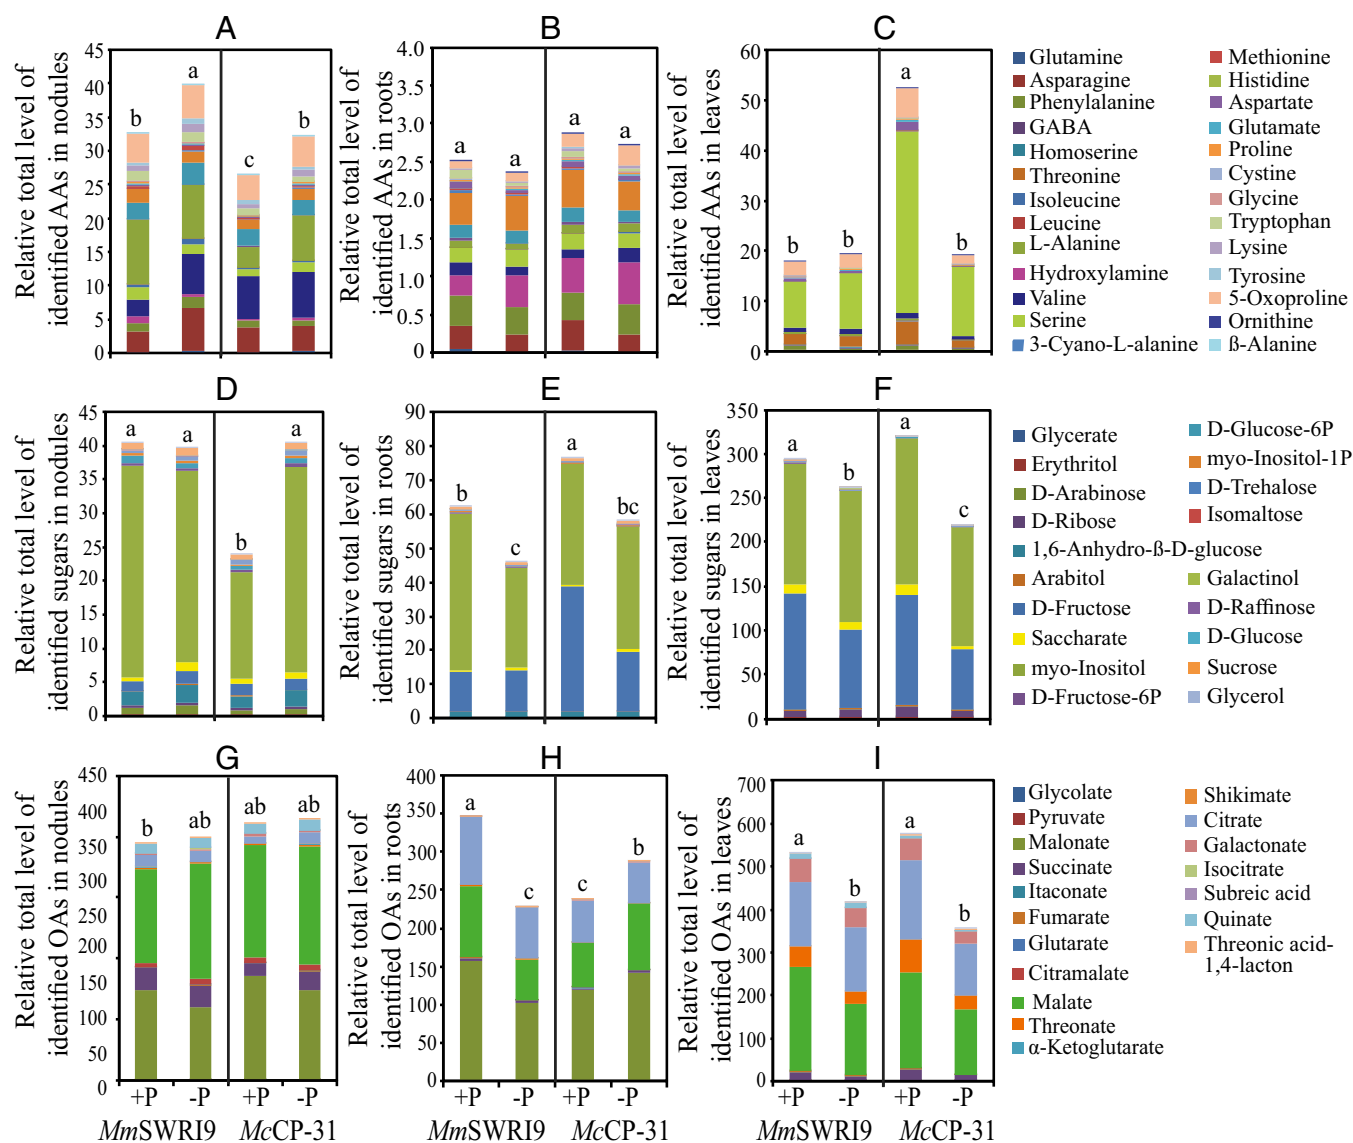 A
B
C
Relative total level of
identified AAs in nodules
45
40
35
30
25
20
15
10
5
0
b
a
c
b
Relative total level of
identified AAs in roots
4.0
3.5
3.0
2.5
2.0
1.5
1.0
0.5
0
a
a
a
a
Relative total level of
identified AAs in leaves
60
50
40
30
20
10
0
b
b
a
b
Glutamine
Asparagine
Phenylalanine
GABA
Homoserine
Threonine
Isoleucine
Leucine
L-Alanine
Hydroxylamine
Valine
Serine
3-Cyano-L-alanine
Methionine
Histidine
Aspartate
Glutamate
Proline
Cystine
Glycine
Tryptophan
Lysine
Tyrosine
5-Oxoproline
Ornithine
ß-Alanine
D
E
F
Relative total level of
identified sugars in nodules
45
40
35
30
25
20
15
10
5
0
a
a
b
a
Relative total level of
identified sugars in roots
90
80
70
60
50
40
30
20
10
0
b
c
a
bc
Relative total level of
identified sugars in leaves
350
300
250
200
150
100
50
0
a
b
a
c
Glycerate
Erythritol
D-Arabinose
D-Ribose
1,6-Anhydro-ß-D-glucose
Arabitol
D-Fructose
Saccharate
myo-Inositol
D-Fructose-6P
D-Glucose-6P
myo-Inositol-1P
D-Trehalose
Isomaltose
Galactinol
D-Raffinose
D-Glucose
Sucrose
Glycerol
G
H
I
Relative total level of
identified OAs in nodules
450
400
350
300
250
200
150
100
50
0
b
ab
ab
ab
+P
-P
+P
-P
MmSWRI9
McCP-31
Relative total level of
identified OAs in roots
400
350
300
250
200
150
100
50
0
a
c
c
b
+P
-P
+P
-P
MmSWRI9
McCP-31
Relative total level of
identified OAs in leaves
700
600
500
400
300
200
100
0
a
b
a
b
+P
-P
+P
-P
MmSWRI9
McCP-31
Glycolate
Pyruvate
Malonate
Succinate
Itaconate
Fumarate
Glutarate
Citramalate
Malate
Threonate
α-Ketoglutarate
Shikimate
Citrate
Galactonate
Isocitrate
Subreic acid
Quinate
Threonic acid-
1,4-lacton